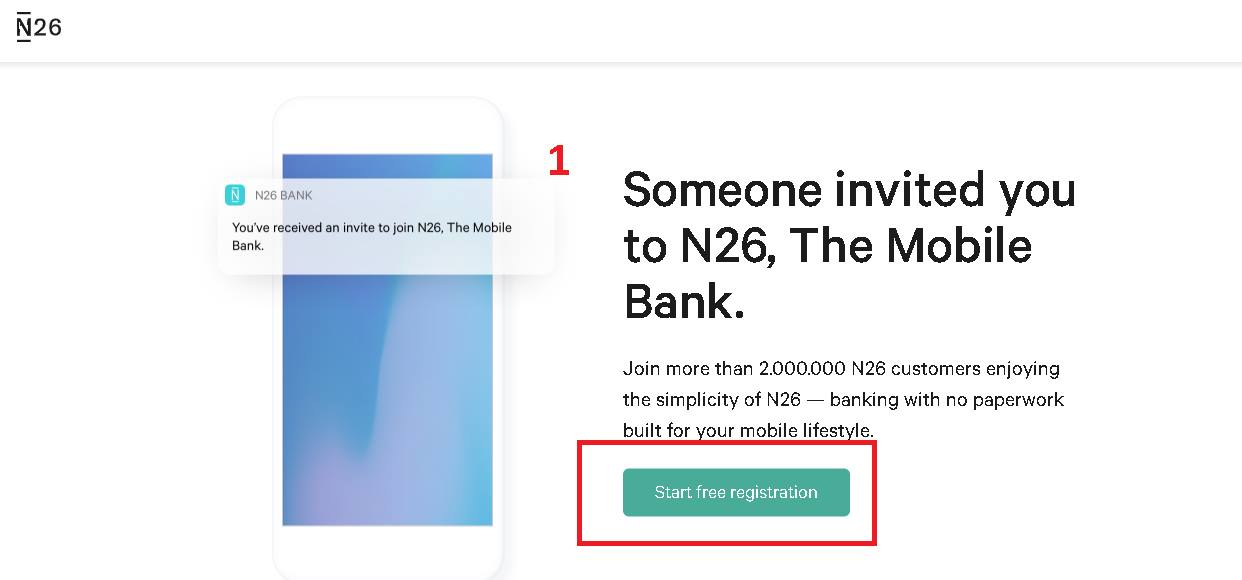 N26
1
N26 BANK
You've received an invite to join N26, The Mobile
Bank.
Someone invited you
to N26, The Mobile
Bank.
Join more than 2.000.000 N26 customers enjoying
the simplicity of N26 — banking with no paperwork
built for your mobile lifestyle.
Start free registration